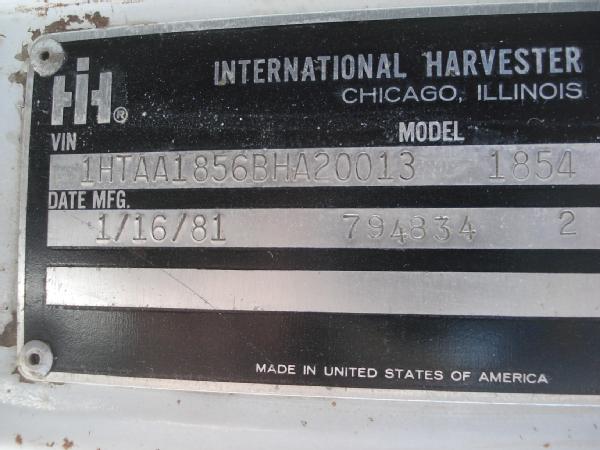 IH®
INTERNATIONAL HARVESTER
CHICAGO, ILLINOIS
VIN MODEL
1HTAA1856BHA20013 1854
DATE MFG.
1/16/81 794834 2
MADE IN UNITED STATES OF AMERICA